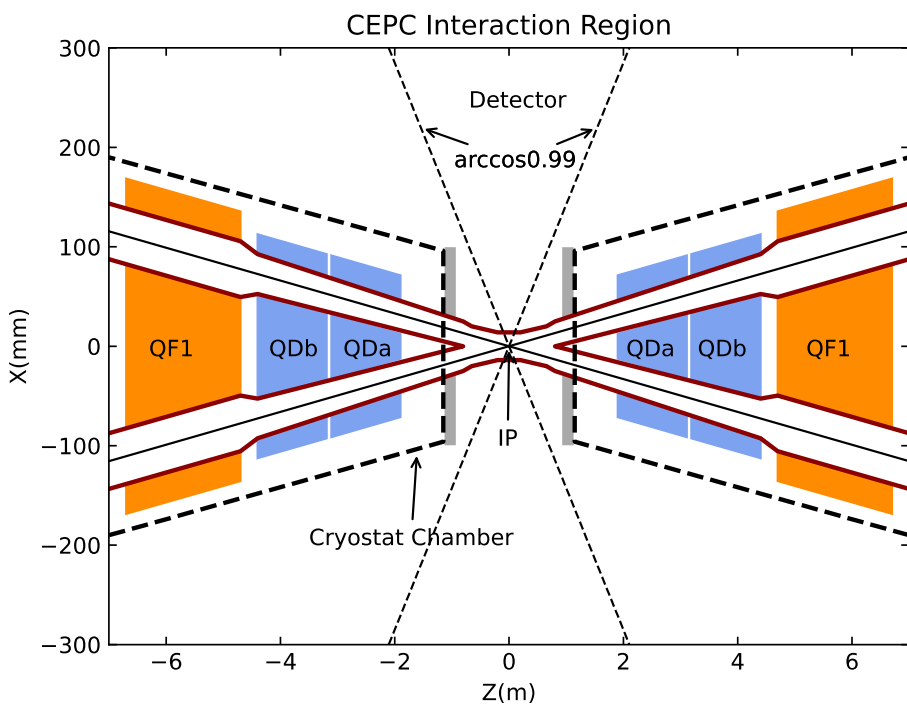 CEPC Interaction Region
300
200
100
0
−100
−200
−300
X(mm)
Detector
arccos0.99
QF1
QDb
QDa
QDa
QDb
QF1
IP
Cryostat Chamber
−6
−4
−2
0
2
4
6
Z(m)